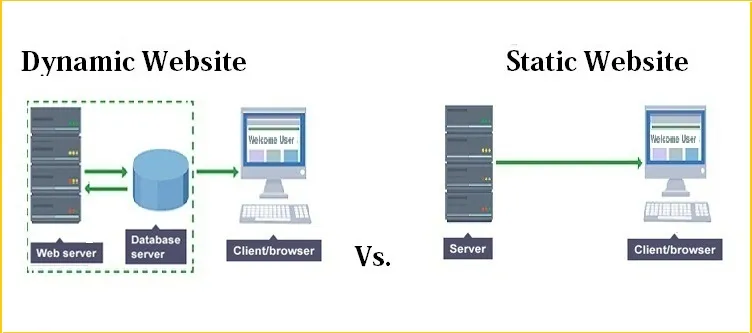 Dynamic Website
Welcome User
Web server
Database
server
Client/browser
Vs.
Static Website
Welcome User
Server
Client/browser